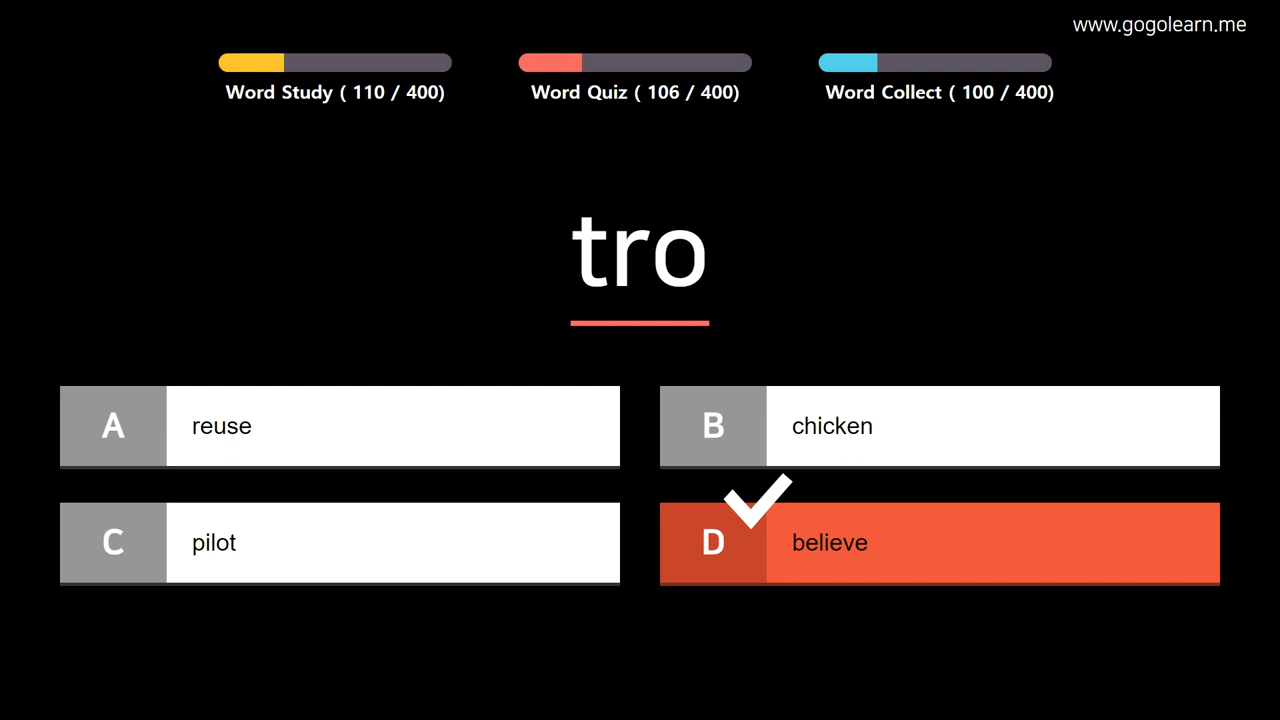 www.gogolearn.me
Word Study ( 110 / 400)
Word Quiz ( 106 / 400)
Word Collect ( 100 / 400)
tro
A reuse
B chicken
C pilot
D believe